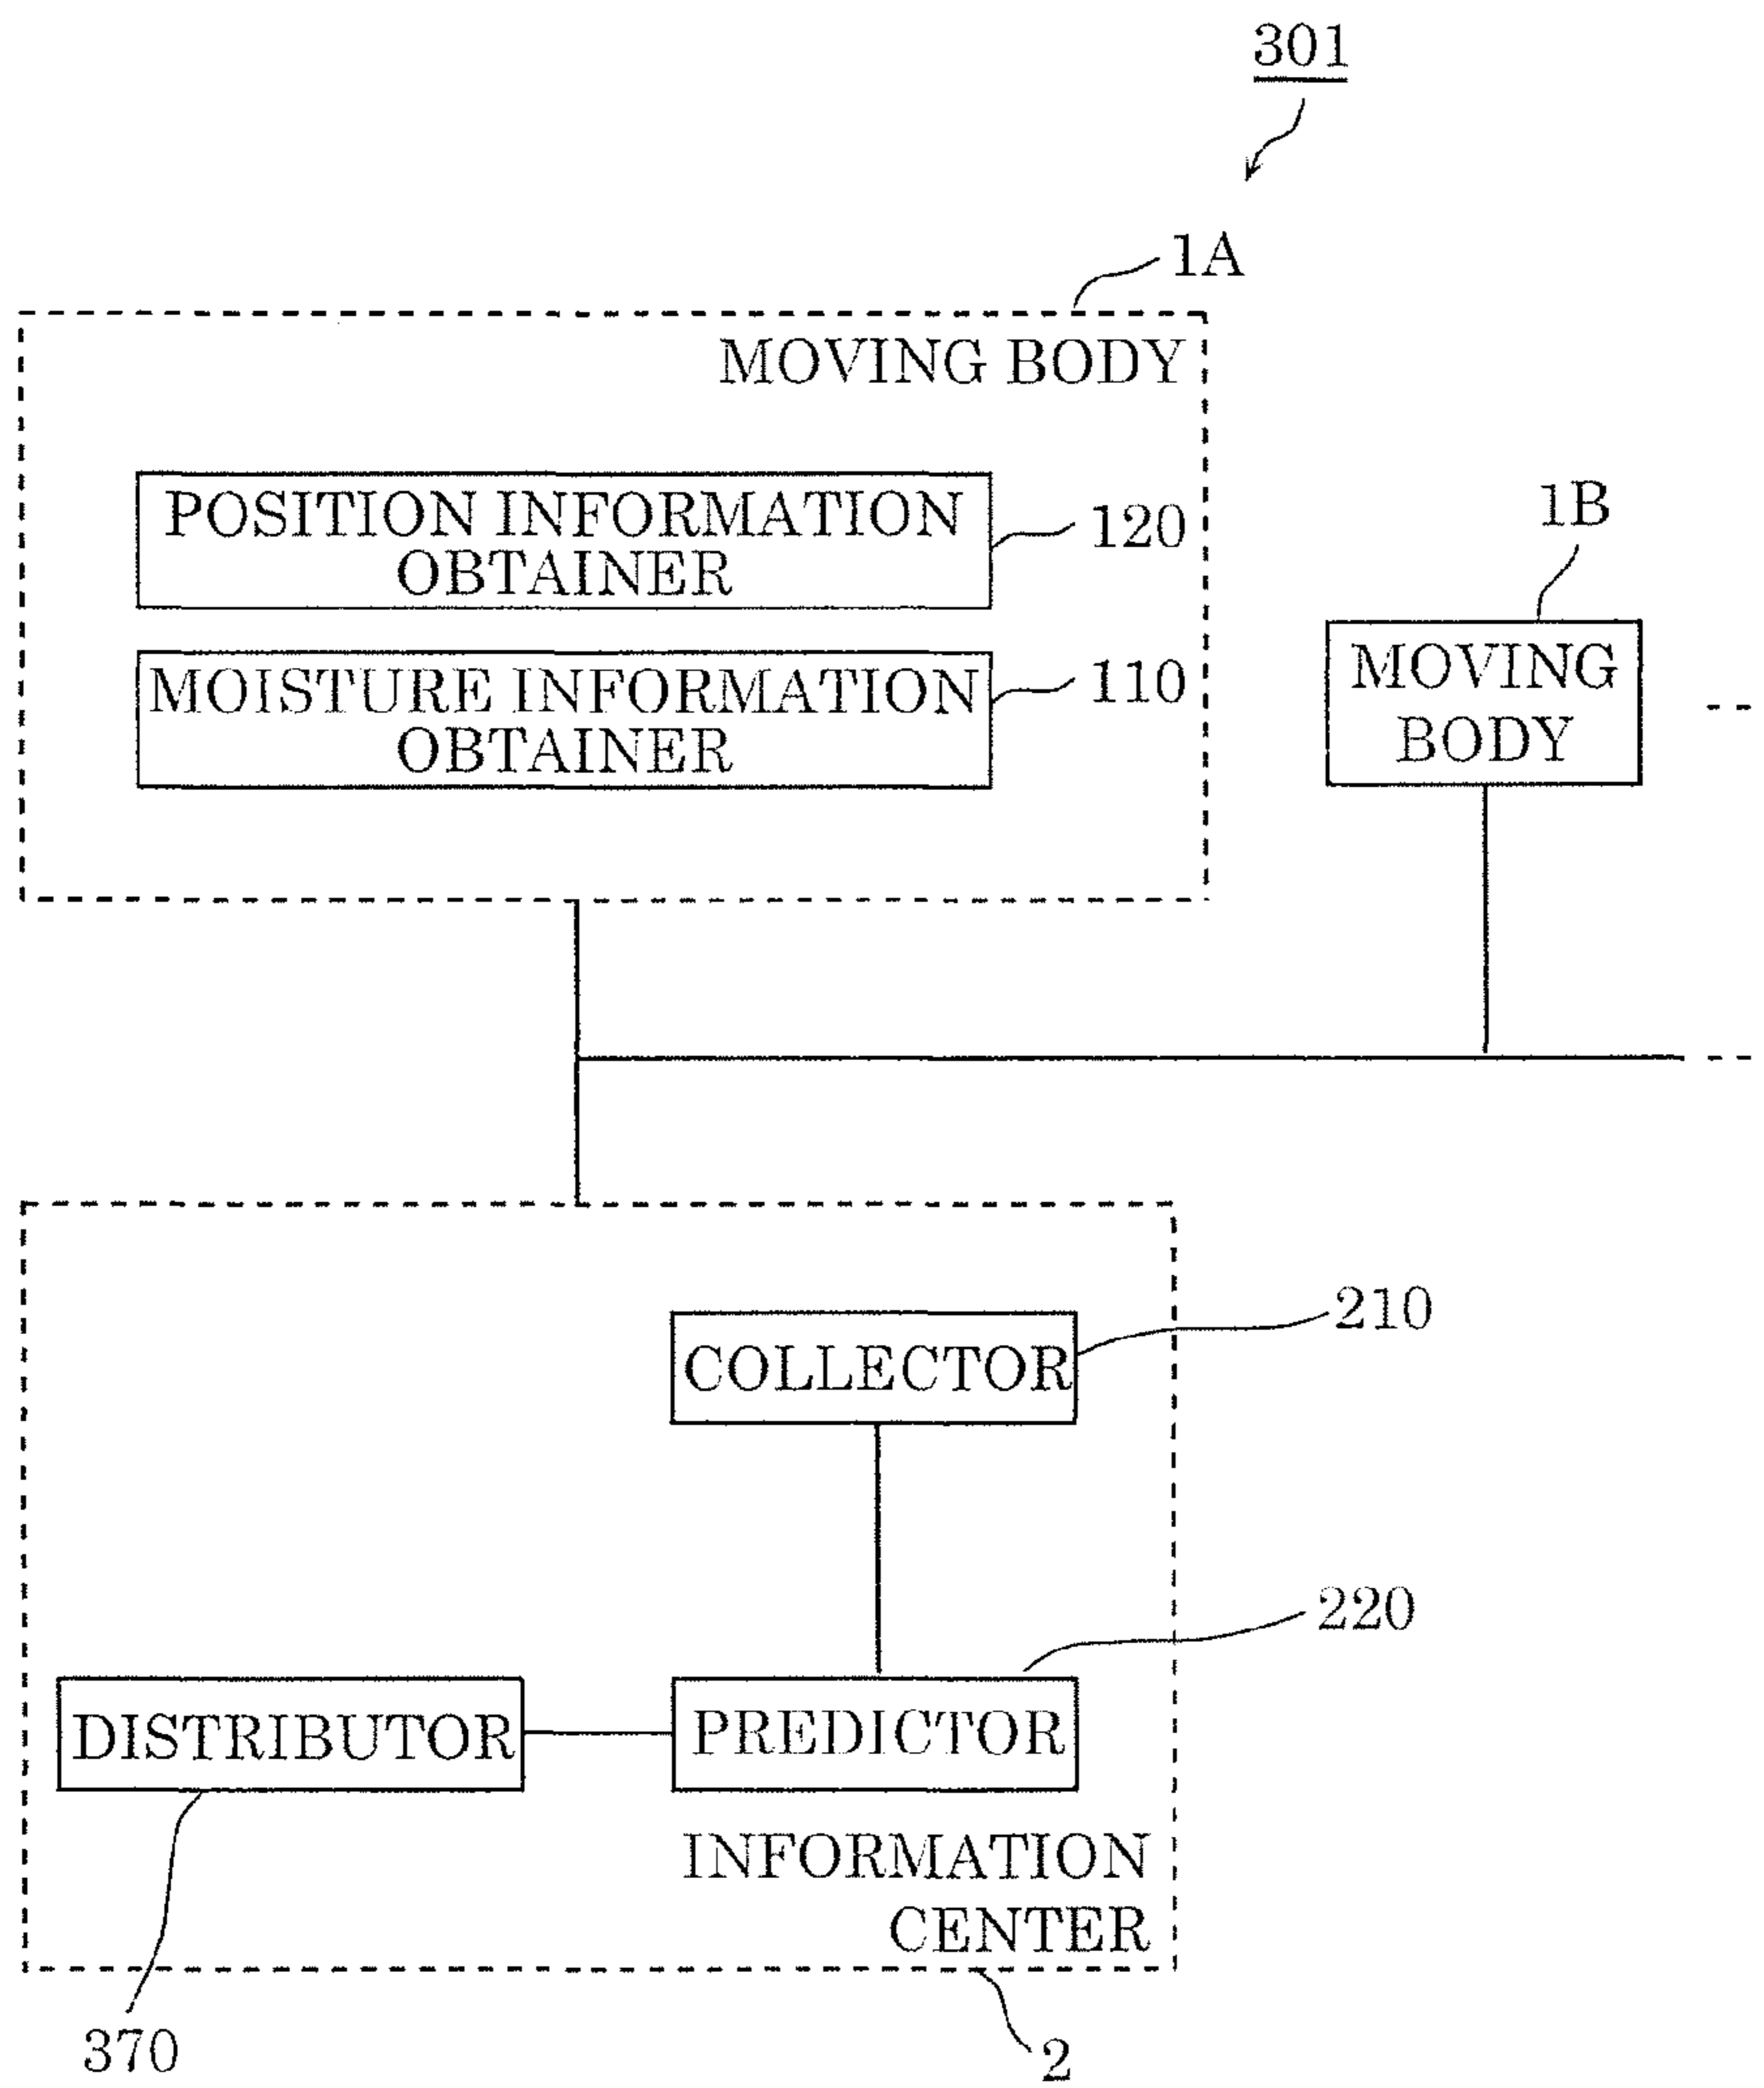 301
1A
MOVING BODY
POSITION INFORMATION
OBTAINER
120
1B
MOISTURE INFORMATION
OBTAINER
110
MOVING
BODY
COLLECTOR
210
220
DISTRIBUTOR
PREDICTOR
INFORMATION
CENTER
370
2